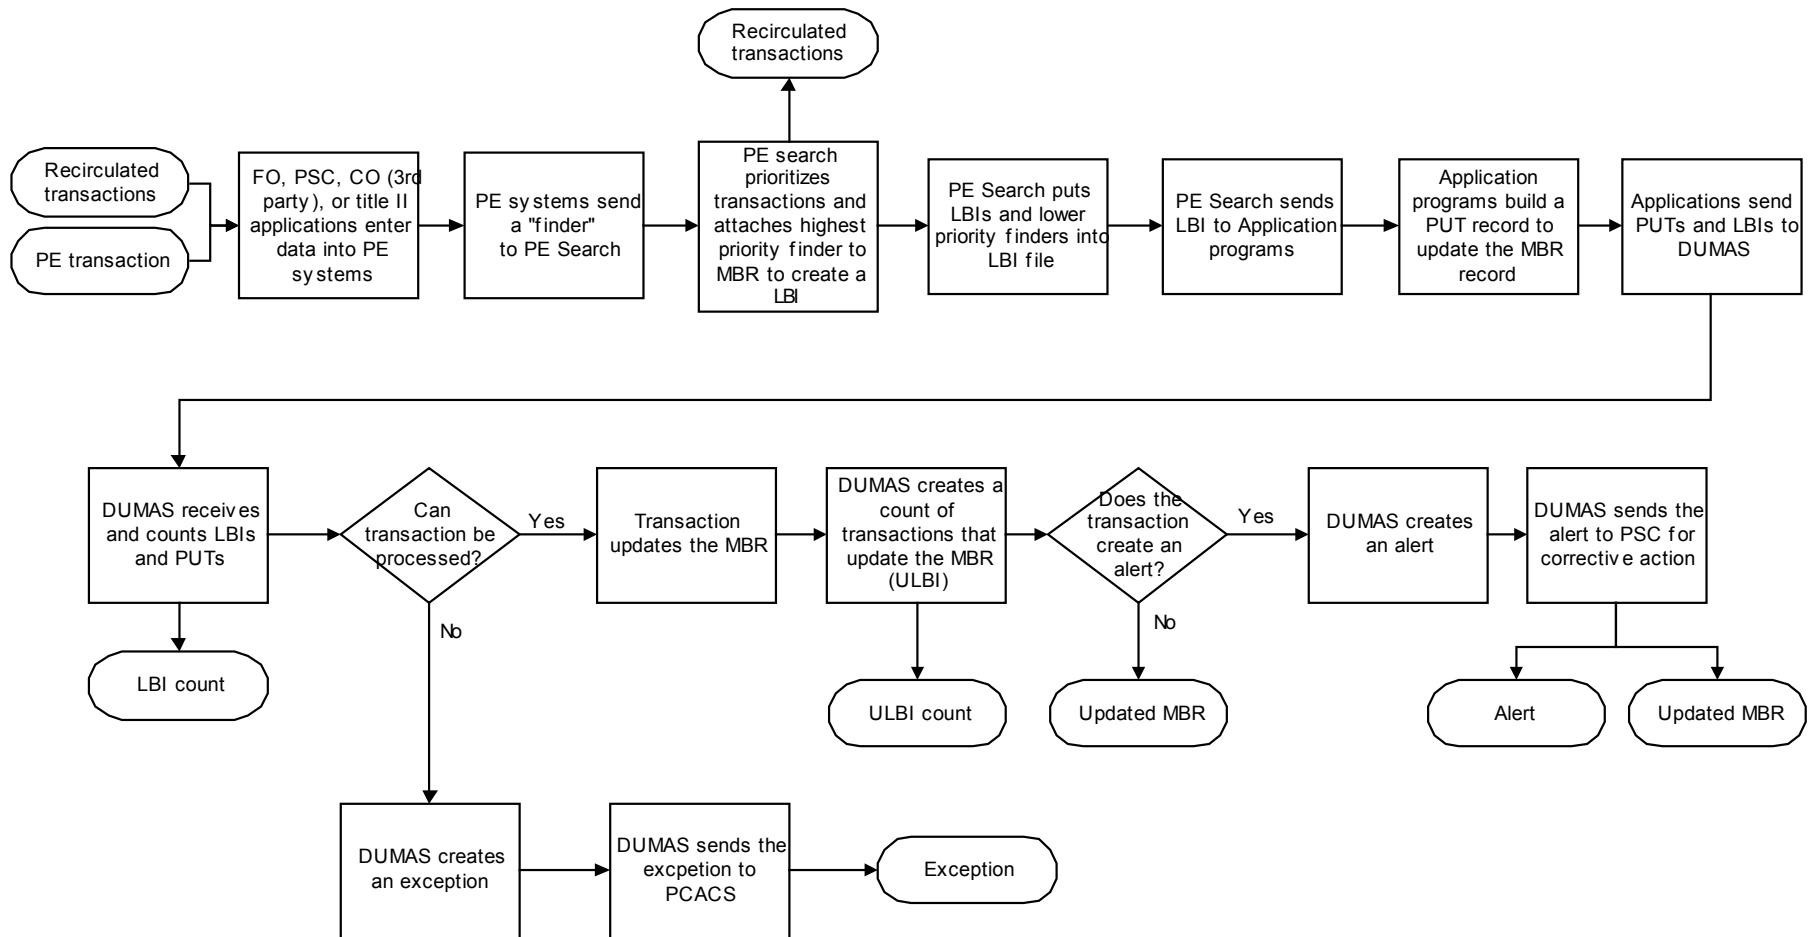 Recirculated
transactions
Recirculated
transactions
PE transaction
FO, PSC, CO (3rd
party), or title II
applications enter
data into PE
systems
PE systems send
a "finder"
to PE Search
PE search
prioritizes
transactions and
attaches highest
priority finder to
MBR to create a
LBI
PE Search puts
LBIs and lower
priority finders into
LBI file
PE Search sends
LBI to Application
programs
Application
programs build a
PUT record to
update the MBR
record
Applications send
PUTs and LBIs to
DUMAS
DUMAS receives
and counts LBIs
and PUTs
Can
transaction be
processed?
Yes
Transaction
updates the MBR
DUMAS creates a
count of
transactions that
update the MBR
(ULBI)
Does the
transaction
create an
alert?
Yes
DUMAS creates
an alert
DUMAS sends the
alert to PSC for
corrective action
No
No
LBI count
ULBI count
Updated MBR
Alert
Updated MBR
DUMAS creates
an exception
DUMAS sends the
excpetion to
PCACS
Exception